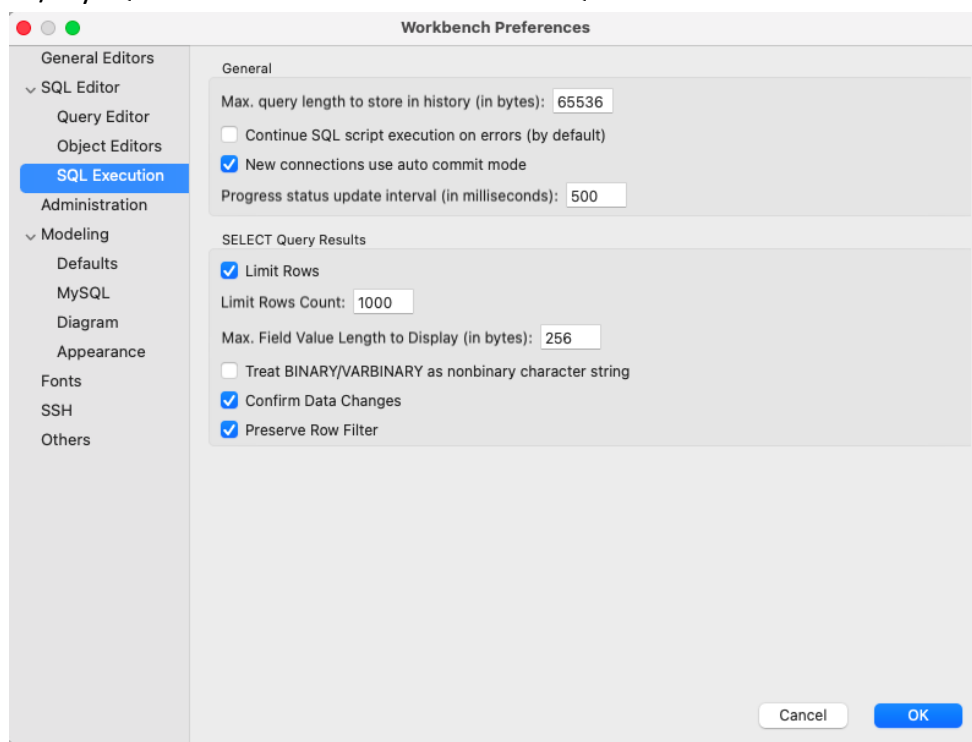 Workbench Preferences
General Editors
SQL Editor
Query Editor
Object Editors
SQL Execution
Administration
Modeling
Defaults
MySQL
Diagram
Appearance
Fonts
SSH
Others
General
Max. query length to store in history (in bytes): 65536
Continue SQL script execution on errors (by default)
New connections use auto commit mode
Progress status update interval (in milliseconds): 500
SELECT Query Results
Limit Rows
Limit Rows Count: 1000
Max. Field Value Length to Display (in bytes): 256
Treat BINARY/VARBINARY as nonbinary character string
Confirm Data Changes
Preserve Row Filter
Cancel
OK